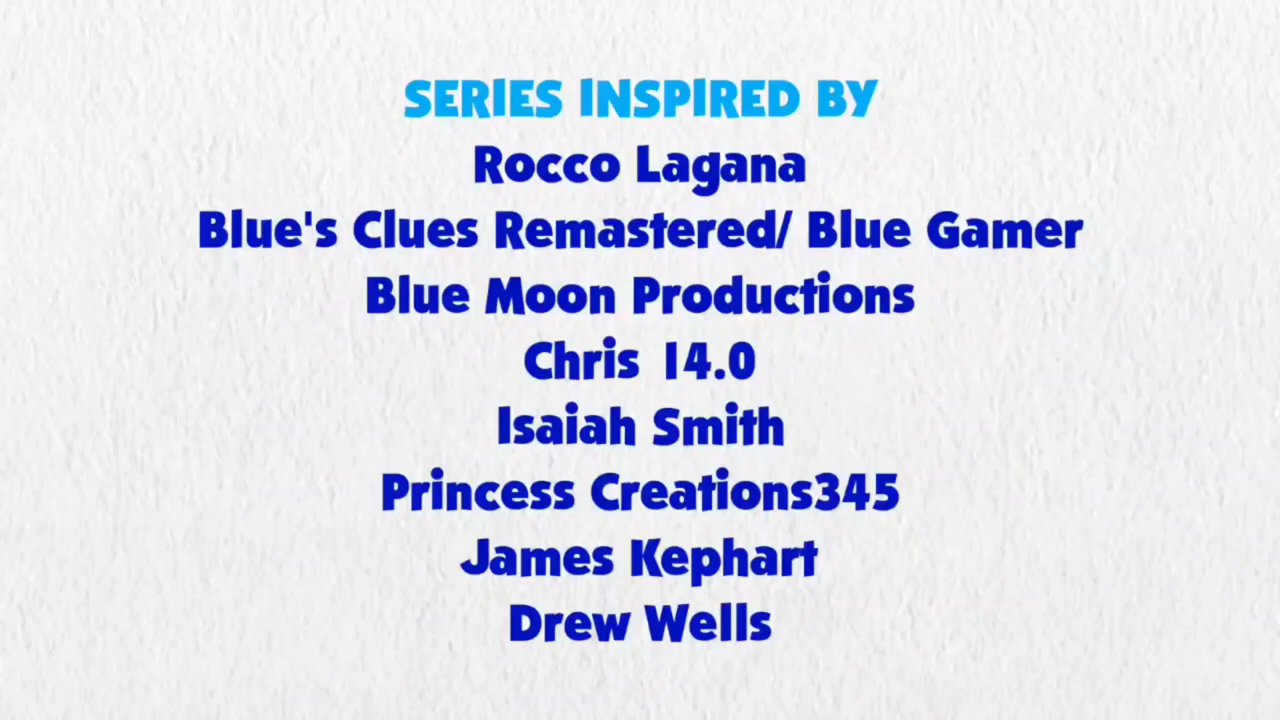 SERIES INSPIRED BY
Rocco Lagana
Blue's Clues Remastered/ Blue Gamer
Blue Moon Productions
Chris 14.0
Isaiah Smith
Princess Creations345
James Kephart
Drew Wells